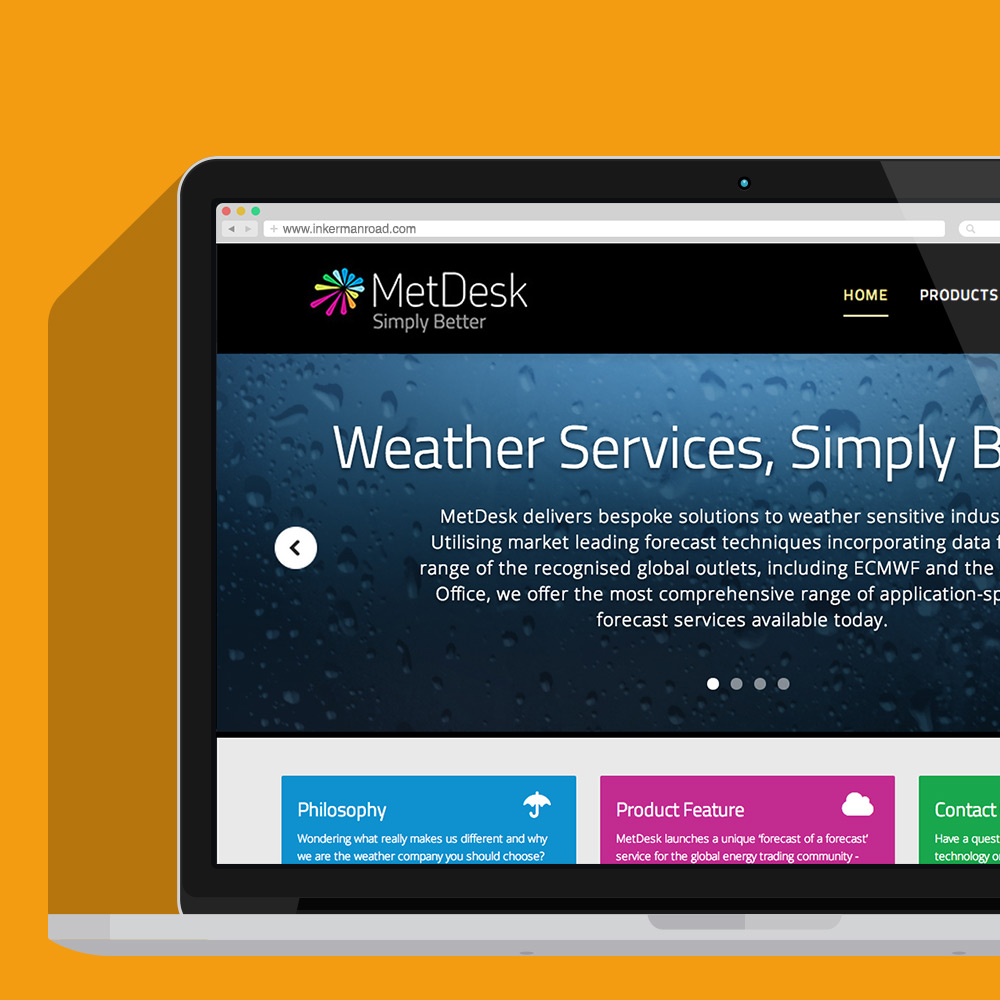 www.inkermanroad.com
MetDesk
Simply Better
HOME PRODUCTS
Weather Services, Simply B
MetDesk delivers bespoke solutions to weather sensitive indus
Utilising market leading forecast techniques incorporating data f
range of the recognised global outlets, including ECMWF and the
Office, we offer the most comprehensive range of application-sp
forecast services available today.
Philosophy
Wondering what really makes us different and why
we are the weather company you should choose?
Product Feature
MetDesk launches a unique ‘forecast of a forecast’
service for the global energy trading community -
Contact
Have a quest
technology o